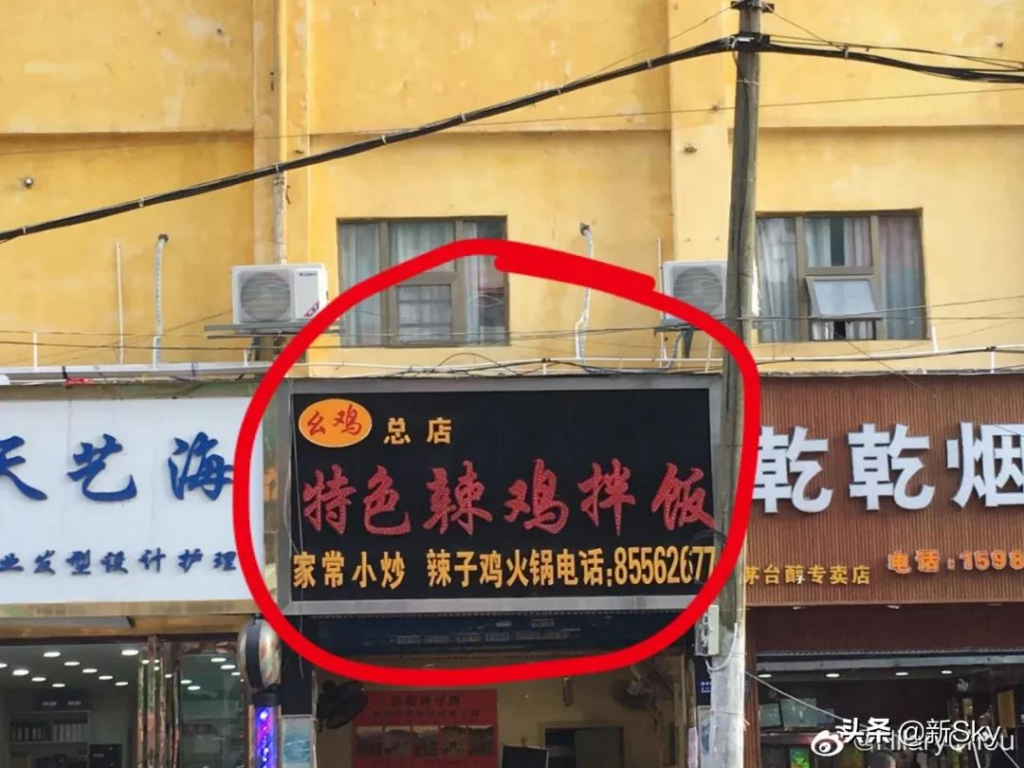 天艺海
业发型设计护理
幺鸡 总店
特色辣鸡拌饭
家常小炒 辣子鸡火锅电话:85562677
乾乾烟
茅台醇专卖店 电话:1598
头条 @新Sky